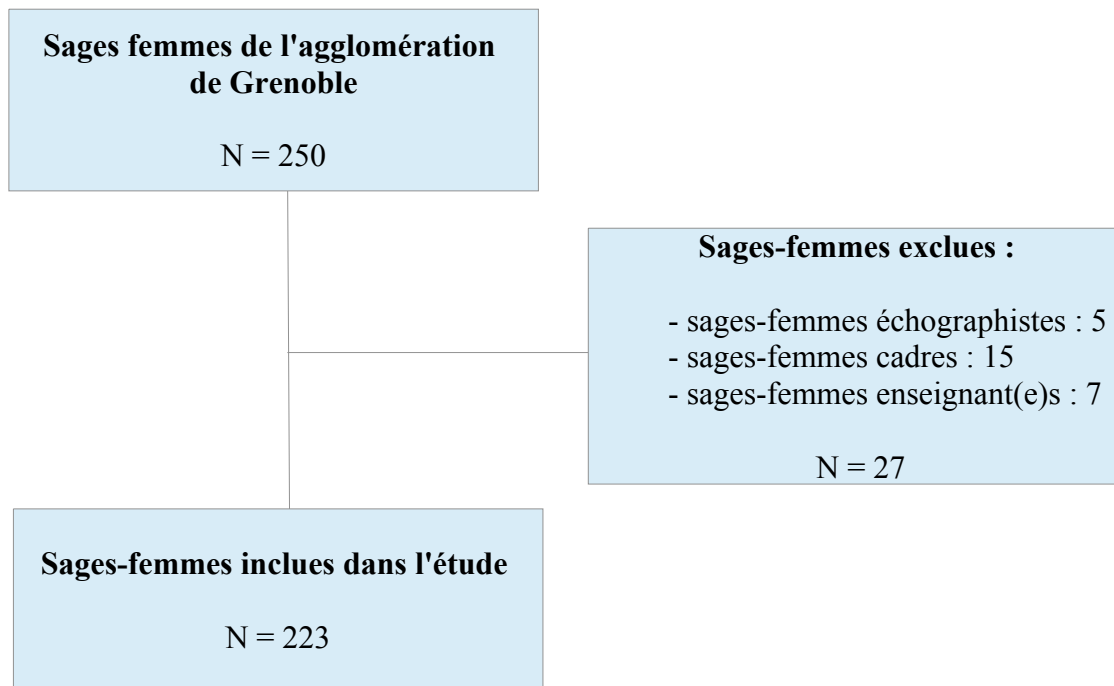 Sages femmes de l'agglomération
de Grenoble
N = 250
Sages-femmes exclues :
- sages-femmes échographistes : 5
- sages-femmes cadres : 15
- sages-femmes enseignant(e)s : 7
N = 27
Sages-femmes inclues dans l'étude
N = 223